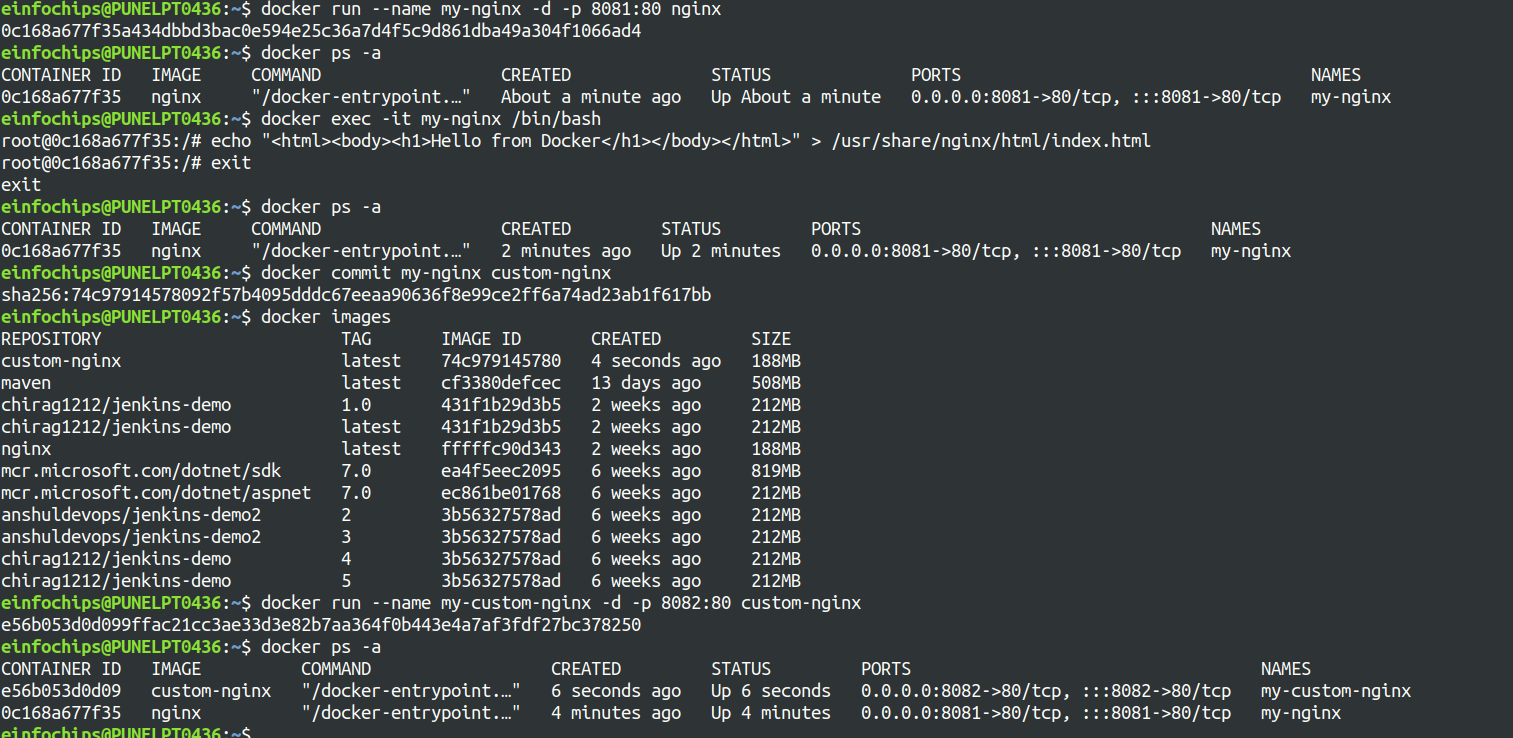 einfochips@PUNELPT0436:~$ docker run --name my-nginx -d -p 8081:80 nginx
0c168a677f35a434dbbd3bac0e594e25c36a7d4f5c9d861dba49a304f1066ad4
einfochips@PUNELPT0436:~$ docker ps -a
CONTAINER ID   IMAGE     COMMAND                  CREATED              STATUS              PORTS                                   NAMES
0c168a677f35   nginx     "/docker-entrypoint.…"   About a minute ago   Up About a minute   0.0.0.0:8081->80/tcp, :::8081->80/tcp   my-nginx
einfochips@PUNELPT0436:~$ docker exec -it my-nginx /bin/bash
root@0c168a677f35:/# echo "<html><body><h1>Hello from Docker</h1></body></html>" > /usr/share/nginx/html/index.html
root@0c168a677f35:/# exit
exit
einfochips@PUNELPT0436:~$ docker ps -a
CONTAINER ID   IMAGE     COMMAND                  CREATED         STATUS         PORTS                                   NAMES
0c168a677f35   nginx     "/docker-entrypoint.…"   2 minutes ago   Up 2 minutes   0.0.0.0:8081->80/tcp, :::8081->80/tcp   my-nginx
einfochips@PUNELPT0436:~$ docker commit my-nginx custom-nginx
sha256:74c97914578092f57b4095dddc67eeaa90636f8e99ce2ff6a74ad23ab1f617bb
einfochips@PUNELPT0436:~$ docker images
REPOSITORY                        TAG       IMAGE ID       CREATED         SIZE
custom-nginx                      latest    74c979145780   4 seconds ago   188MB
maven                             latest    cf3380defcec   13 days ago     508MB
chirag1212/jenkins-demo           1.0       431f1b29d3b5   2 weeks ago     212MB
chirag1212/jenkins-demo           latest    431f1b29d3b5   2 weeks ago     212MB
nginx                             latest    fffffc90d343   2 weeks ago     188MB
mcr.microsoft.com/dotnet/sdk      7.0       ea4f5eec2095   6 weeks ago     819MB
mcr.microsoft.com/dotnet/aspnet   7.0       ec861be01768   6 weeks ago     212MB
anshuldevops/jenkins-demo2        2         3b56327578ad   6 weeks ago     212MB
anshuldevops/jenkins-demo2        3         3b56327578ad   6 weeks ago     212MB
chirag1212/jenkins-demo           4         3b56327578ad   6 weeks ago     212MB
chirag1212/jenkins-demo           5         3b56327578ad   6 weeks ago     212MB
einfochips@PUNELPT0436:~$ docker run --name my-custom-nginx -d -p 8082:80 custom-nginx
e56b053d0d099ffac21cc3ae33d3e82b7aa364f0b443e4a7af3fdf27bc378250
einfochips@PUNELPT0436:~$ docker ps -a
CONTAINER ID   IMAGE          COMMAND                  CREATED         STATUS         PORTS                                   NAMES
e56b053d0d09   custom-nginx   "/docker-entrypoint.…"   6 seconds ago   Up 6 seconds   0.0.0.0:8082->80/tcp, :::8082->80/tcp   my-custom-nginx
0c168a677f35   nginx          "/docker-entrypoint.…"   4 minutes ago   Up 4 minutes   0.0.0.0:8081->80/tcp, :::8081->80/tcp   my-nginx
einfochips@PUNELPT0436:~$